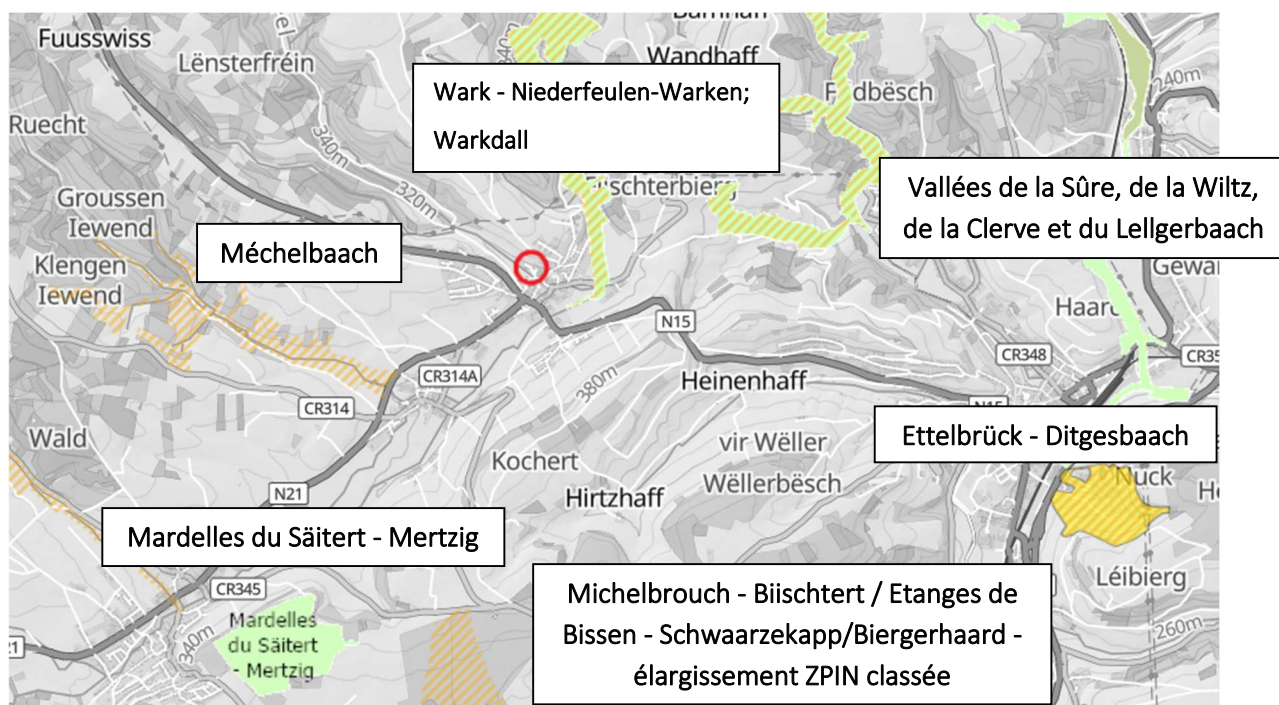 Fuusswiss
Lënsterfréin
Wandhaff
Wark - Niederfeulen-Warken;
Warkdall
240m
Ruecht
340m
320m
Groussen
Iewend
Vallées de la Sûre, de la Wiltz,
de la Clerve et du Lellgerbaach
Méchelbaach
Klengen
Iewend
N15
CR348
CR314A
Heinenhaff
380m
CR314
Ettelbrück - Ditgesbaach
Wald
vir Wëller
Kochert
Wëllerbësch
Nuck
N21
Hirtzhaff
Mardelles du Säitert - Mertzig
Léibierg
CR345
Michelbrouch - Biischtert / Etanges de
Bissen - Schwaarzekapp/Biergerhaard -
élargissement ZPIN classée
Mardelles
du Säitert
- Mertzig
340m
260m